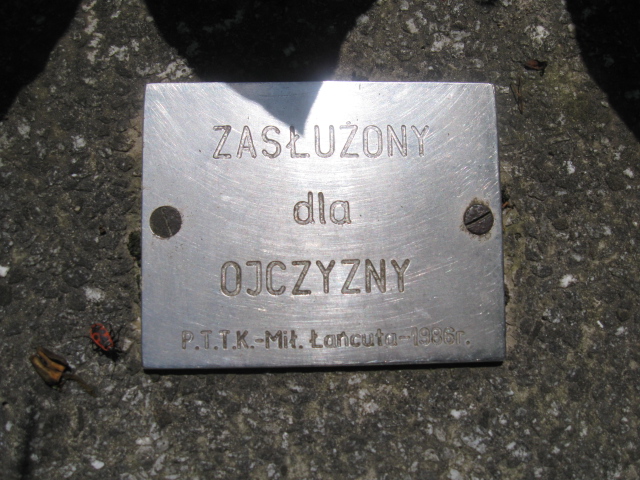 ZASŁUŻONY
dla
OJCZYZNY
P.T.T.K.-Mił. Łańcuta-1986r.